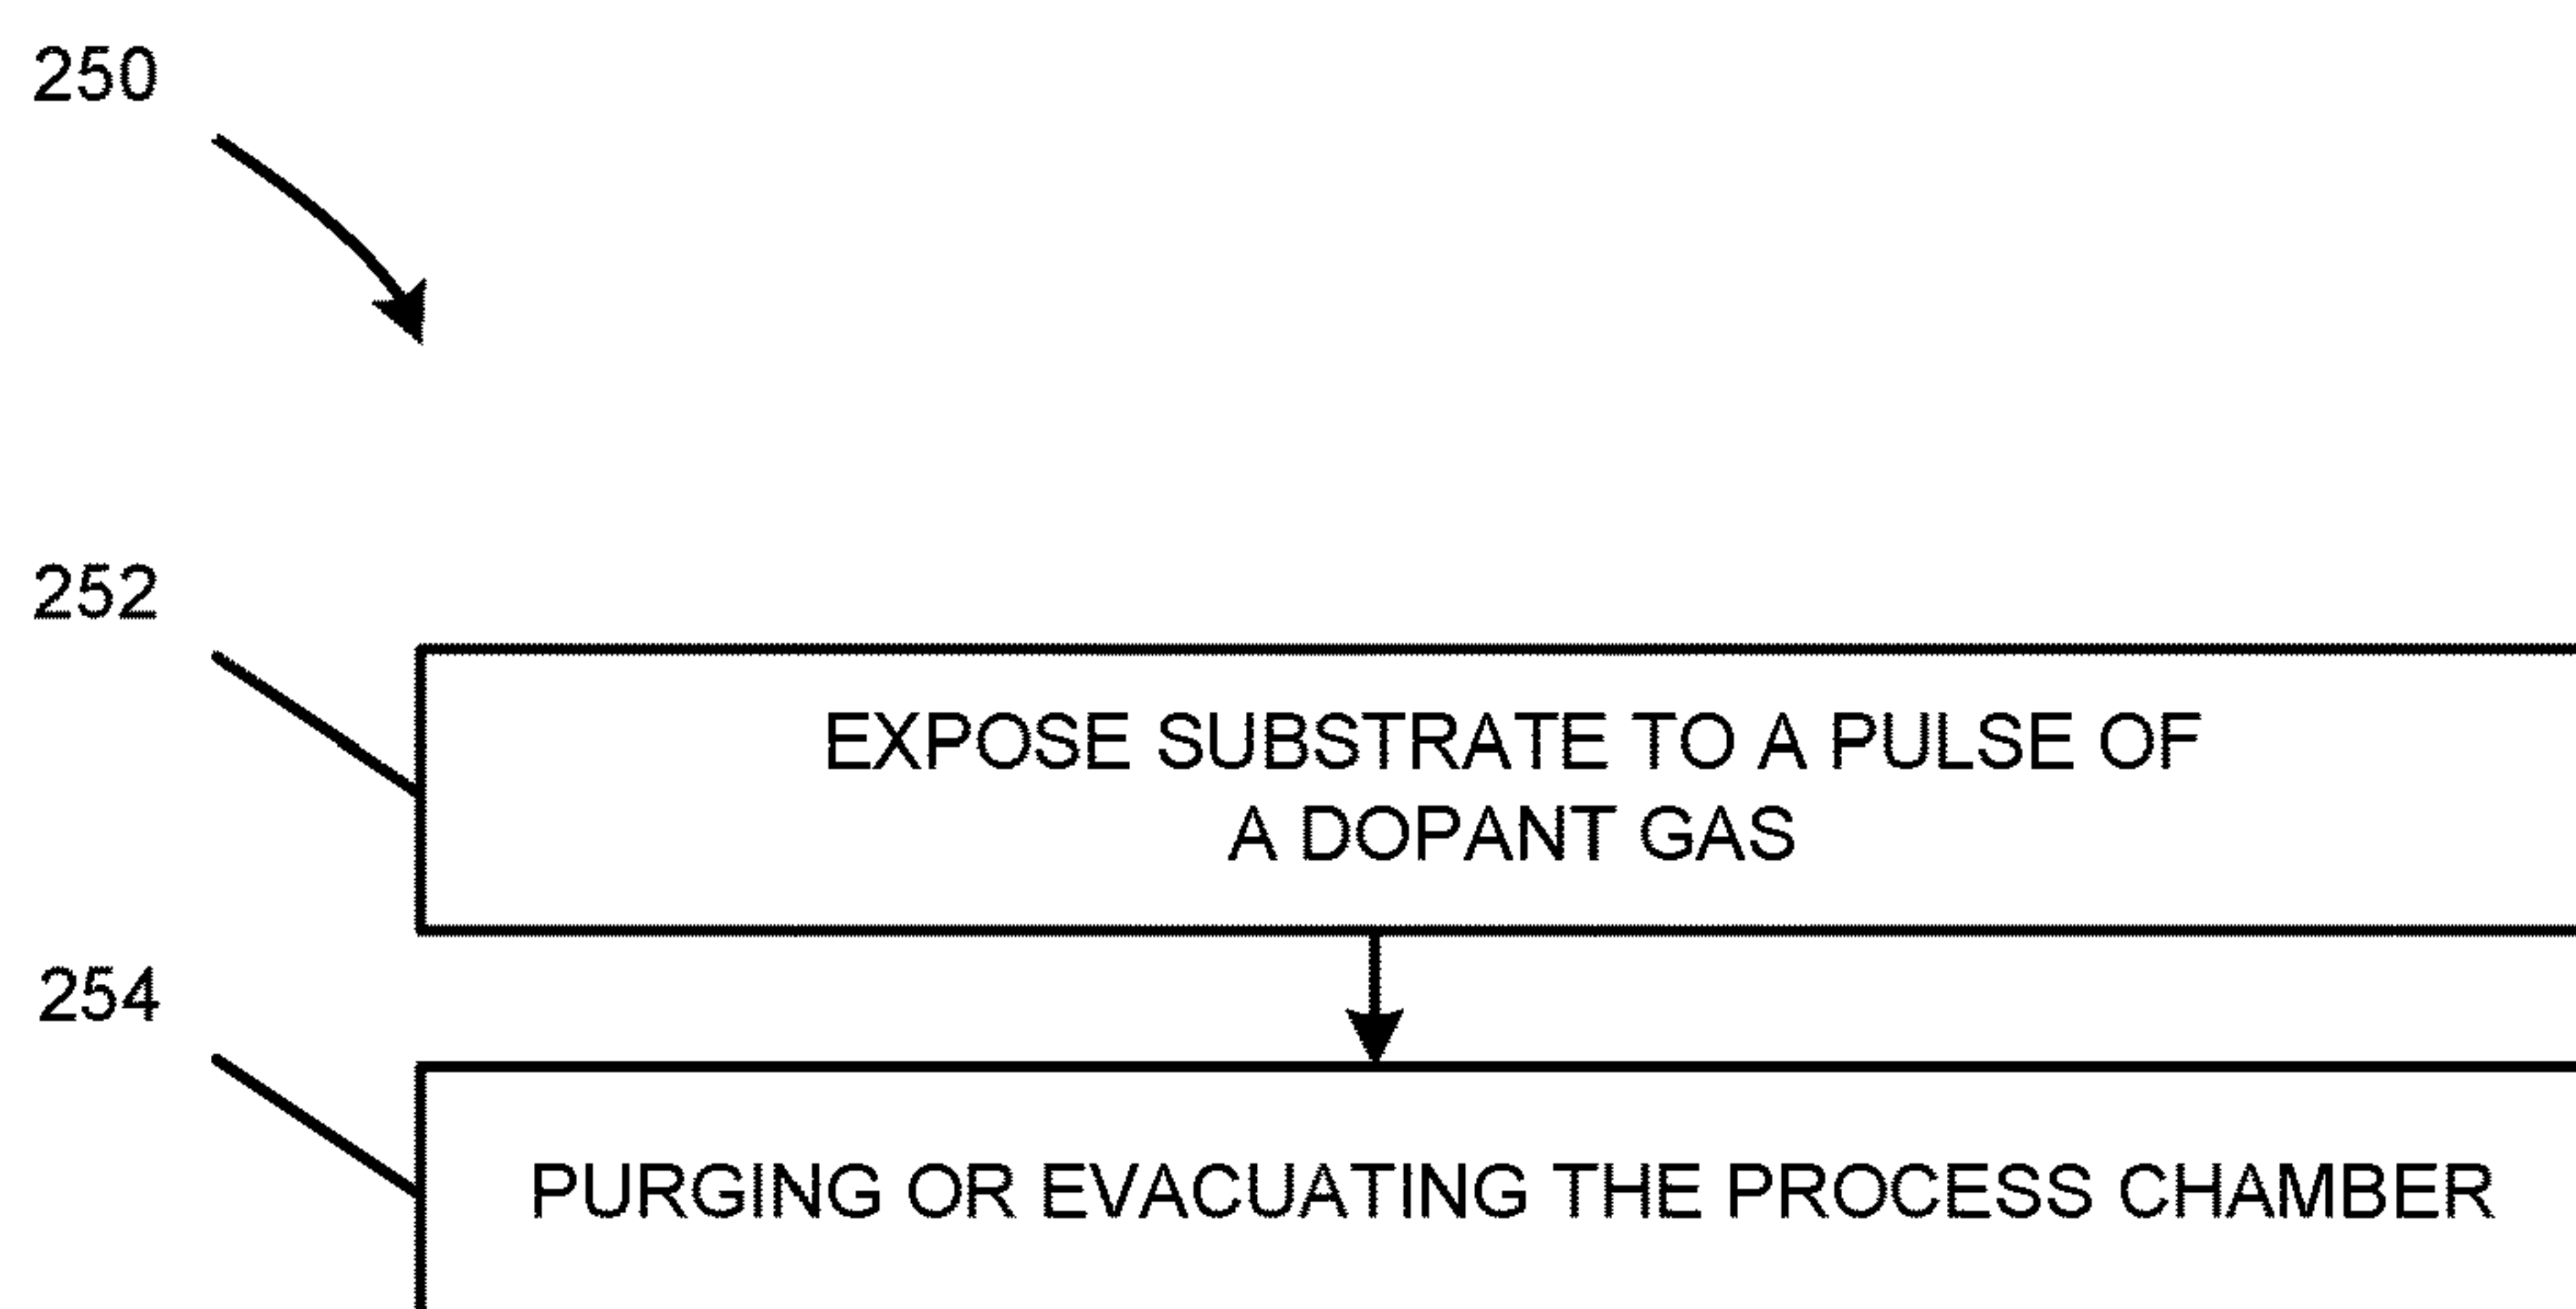 250
252
EXPOSE SUBSTRATE TO A PULSE OF
A DOPANT GAS
254
PURGING OR EVACUATING THE PROCESS CHAMBER